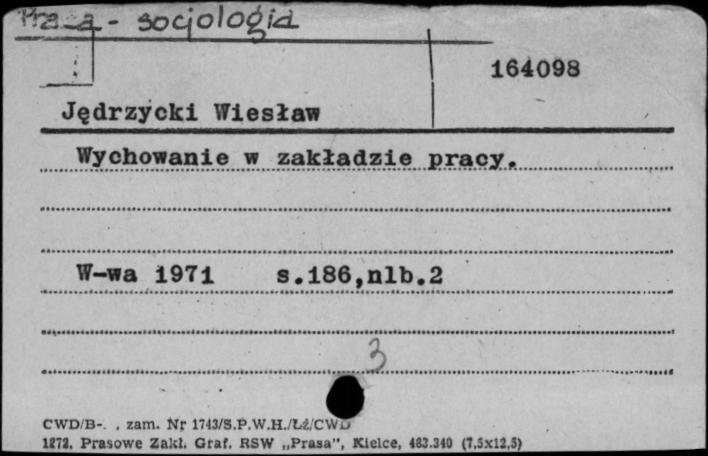 Praca - socjologia
164098
Jędrzycki Wiesław
Wychowanie w zakładzie pracy.
W-wa 1971 s.186,nlb.2
3
CWD/B-. , zam. Nr 1743/S.P.W.H./Łź/CWD
1272. Prasowe Zakł. Graf. RSW „Prasa”, Kielce, 483.340 (7,5x12,5)